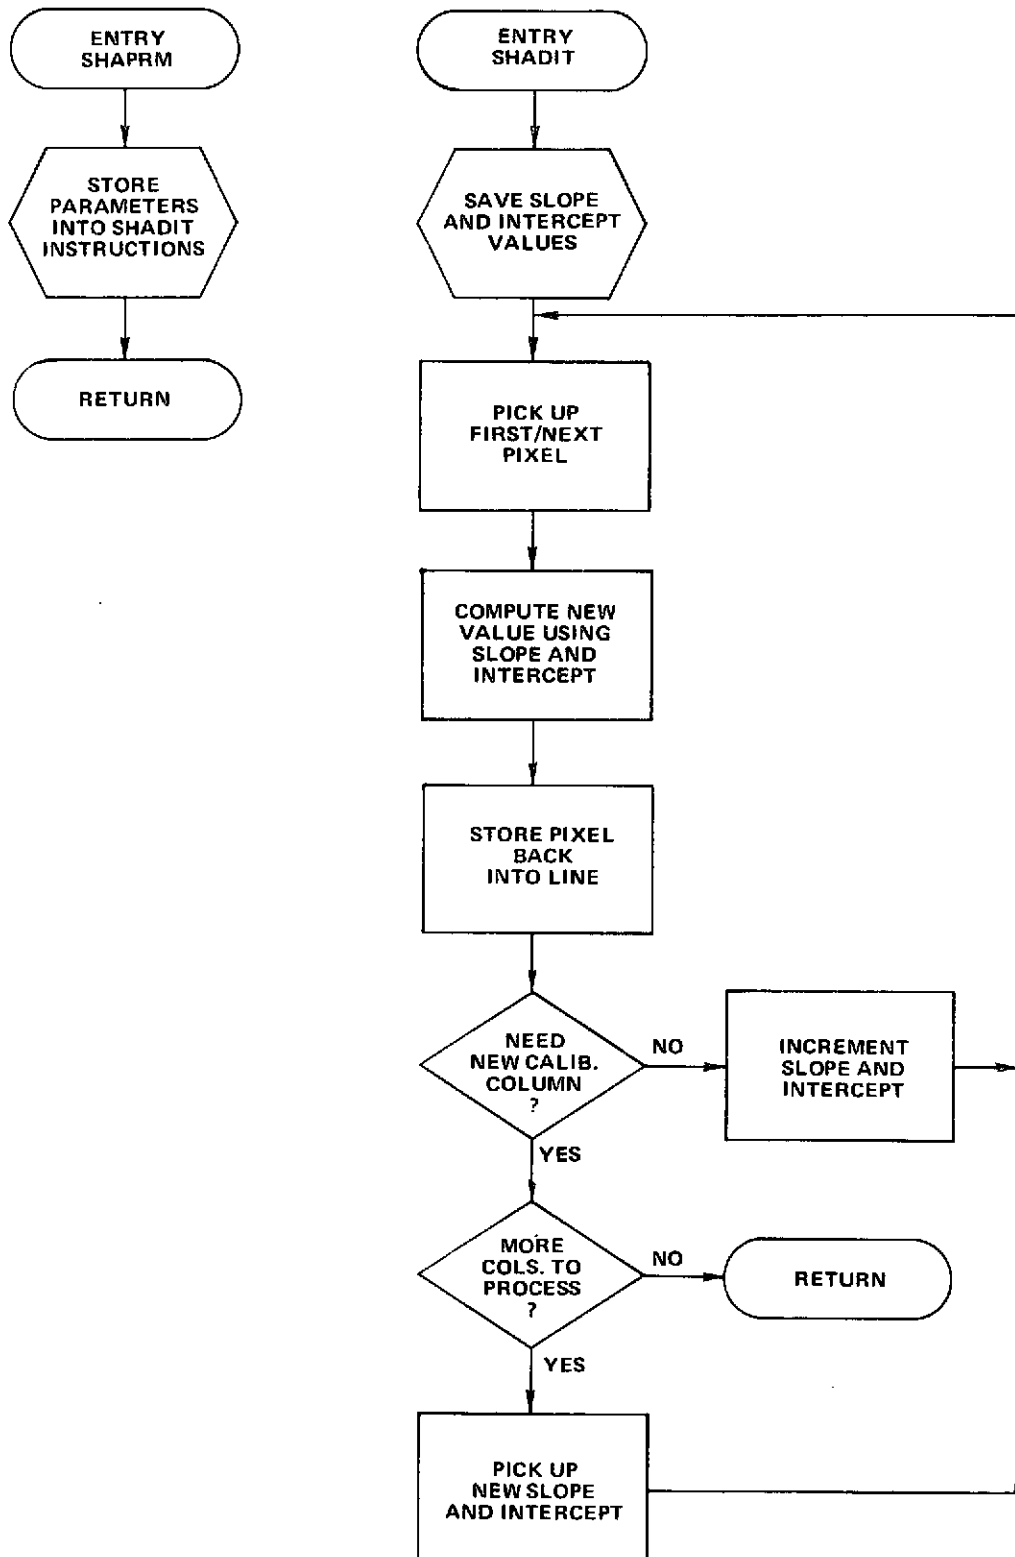 ENTRY
SHAPRM
STORE
PARAMETERS
INTO SHADIT
INSTRUCTIONS
RETURN
ENTRY
SHADIT
SAVE SLOPE
AND INTERCEPT
VALUES
PICK UP
FIRST/NEXT
PIXEL
COMPUTE NEW
VALUE USING
SLOPE AND
INTERCEPT
STORE PIXEL
BACK
INTO LINE
NEED
NEW CALIB.
COLUMN
?
NO
INCREMENT
SLOPE AND
INTERCEPT
YES
MORE
COLS. TO
PROCESS
?
NO
RETURN
YES
PICK UP
NEW SLOPE
AND INTERCEPT